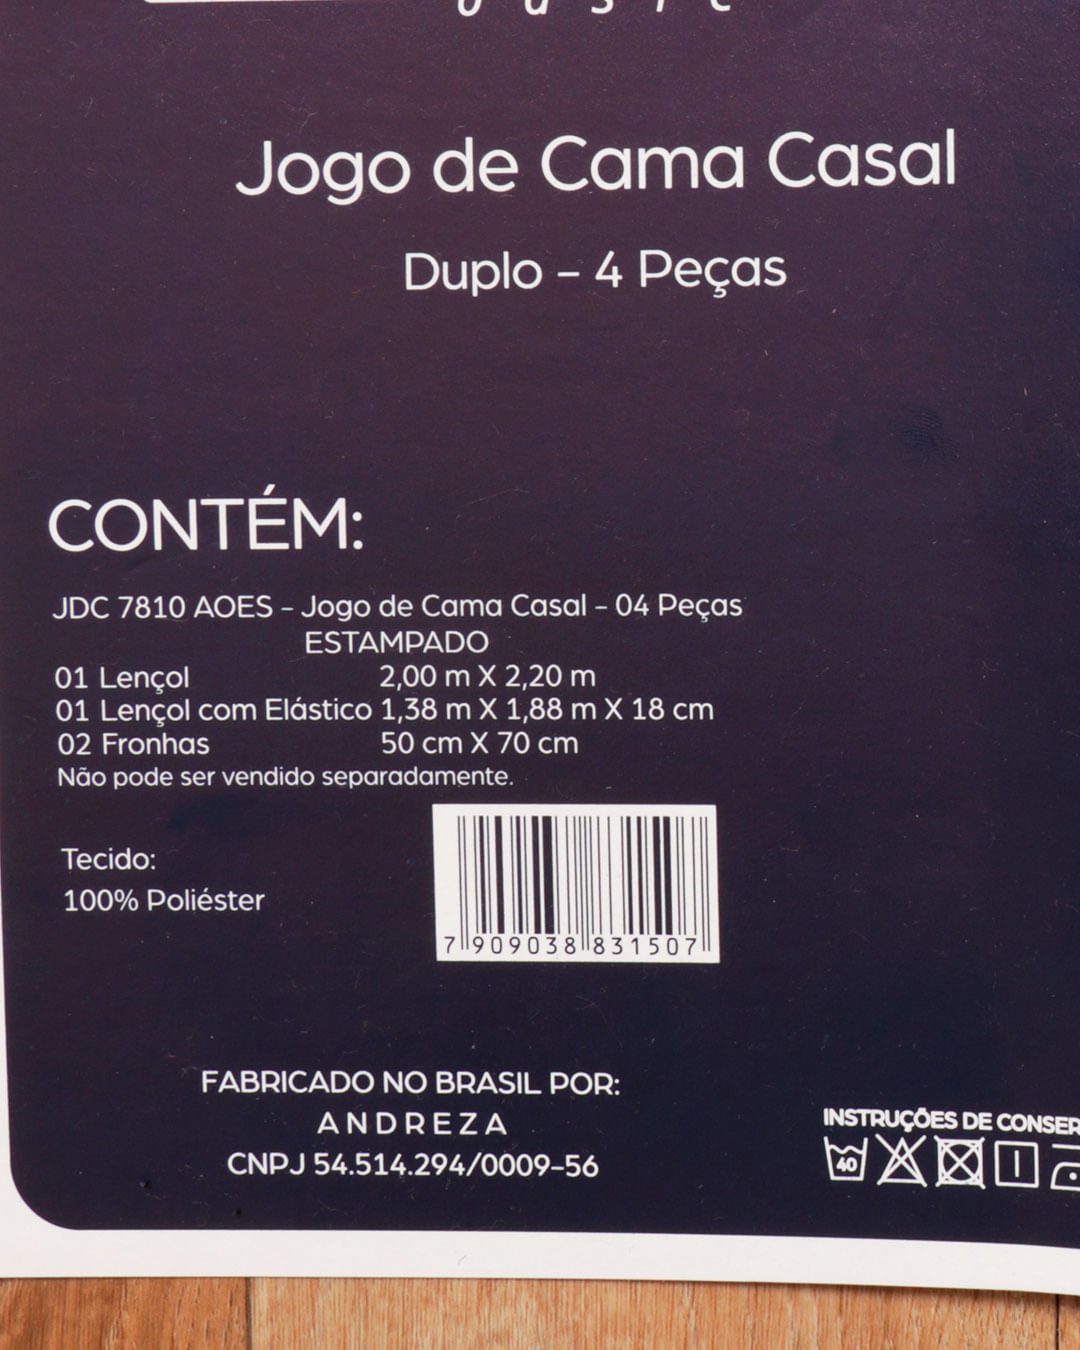 Jogo de Cama Casal
Duplo - 4 Peças
CONTÉM:
JDC 7810 AOES - Jogo de Cama Casal - 04 Peças
ESTAMPADO
01 Lençol 2,00 m X 2,20 m
01 Lençol com Elástico 1,38 m X 1,88 m X 18 cm
02 Fronhas 50 cm X 70 cm
Não pode ser vendido separadamente.
Tecido:
100% Poliéster
7 909038 831507
FABRICADO NO BRASIL POR:
ANDREZA
CNPJ 54.514.294/0009-56
INSTRUÇÕES DE CONSER
40